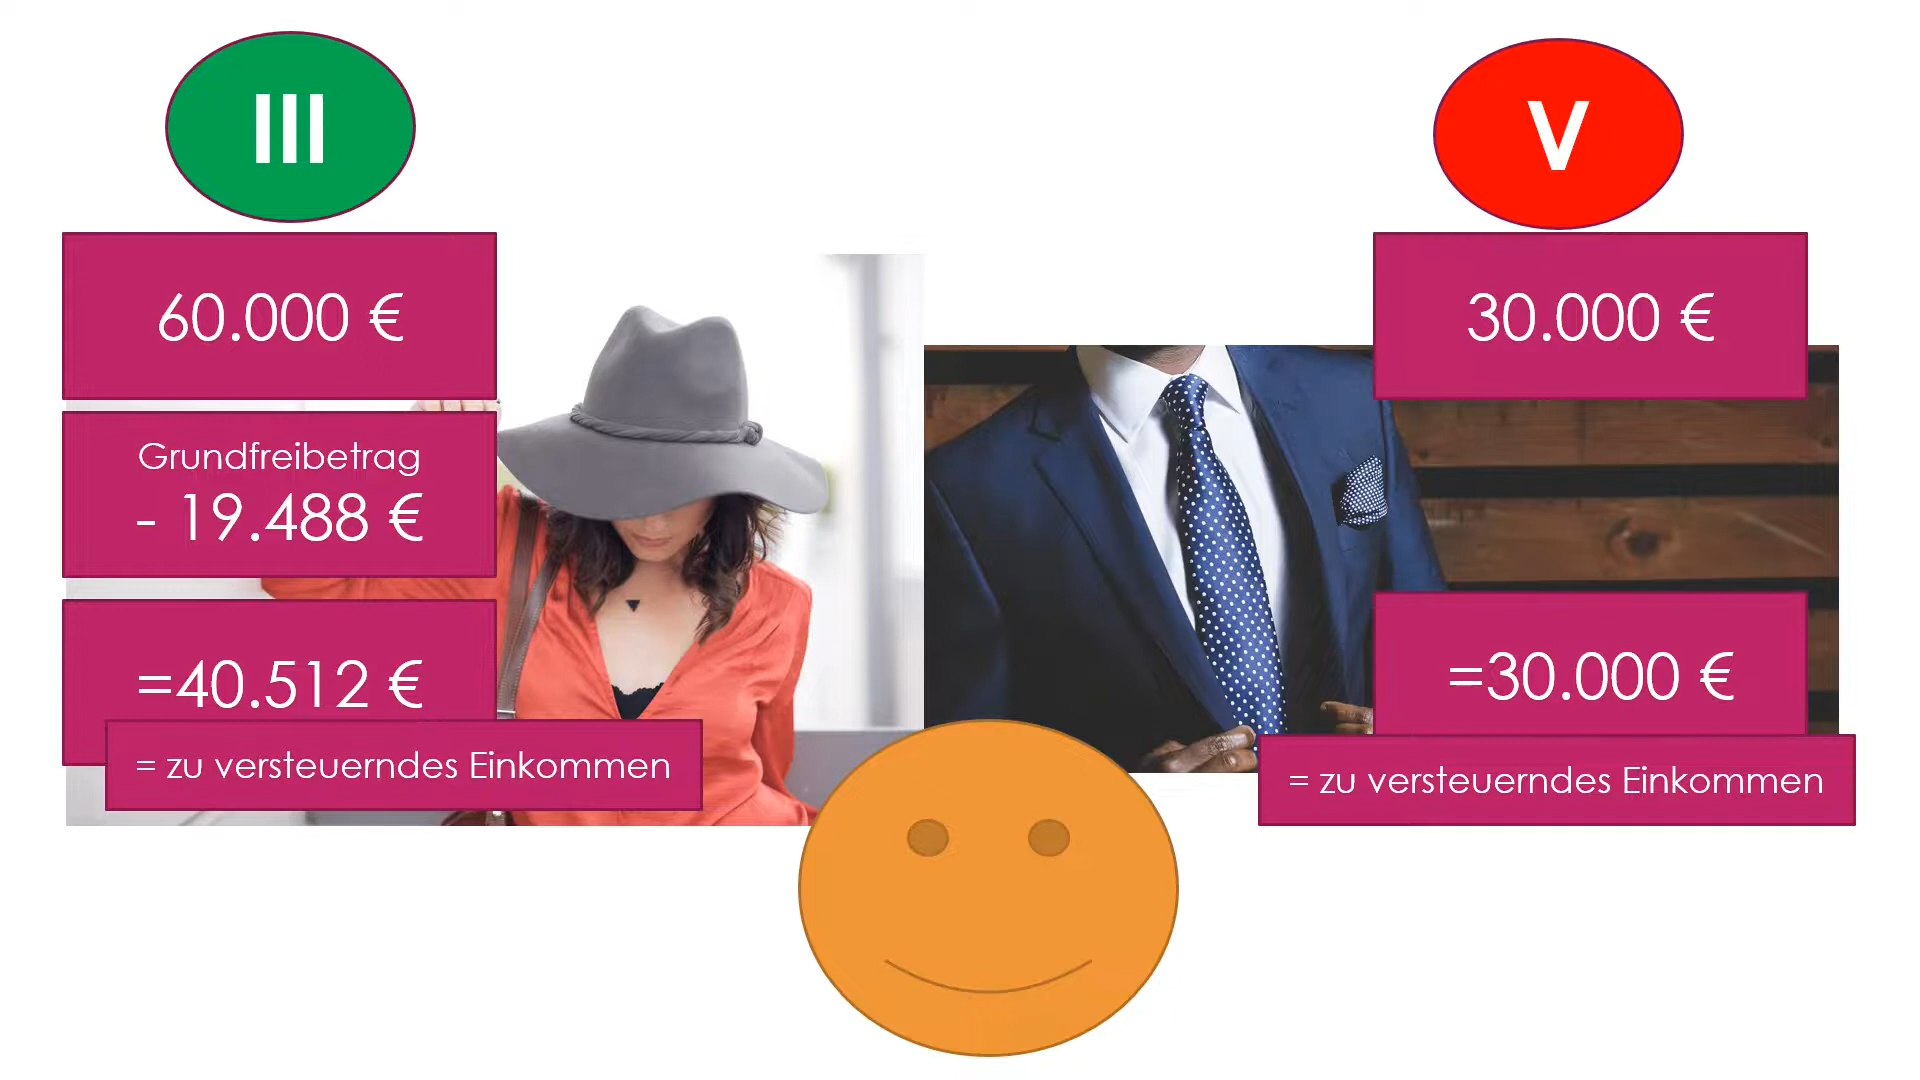 III
60.000 €
Grundfreibetrag
- 19.488 €
=40.512 €
= zu versteuerndes Einkommen
V
30.000 €
=30.000 €
= zu versteuerndes Einkommen